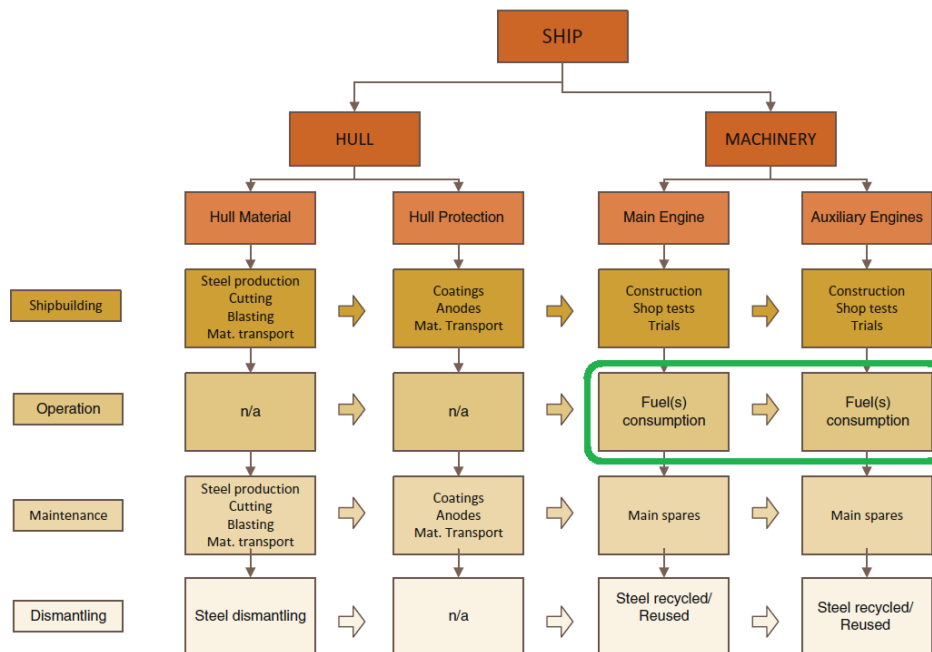 SHIP
HULL
MACHINERY
Hull Material
Hull Protection
Main Engine
Auxiliary Engines
Shipbuilding
Steel production
Cutting
Blasting
Mat. transport
Coatings
Anodes
Mat. Transport
Construction
Shop tests
Trials
Construction
Shop tests
Trials
Operation
n/a
n/a
Fuel(s)
consumption
Fuel(s)
consumption
Maintenance
Steel production
Cutting
Blasting
Mat. transport
Coatings
Anodes
Mat. Transport
Main spares
Main spares
Dismantling
Steel dismantling
n/a
Steel recycled/
Reused
Steel recycled/
Reused